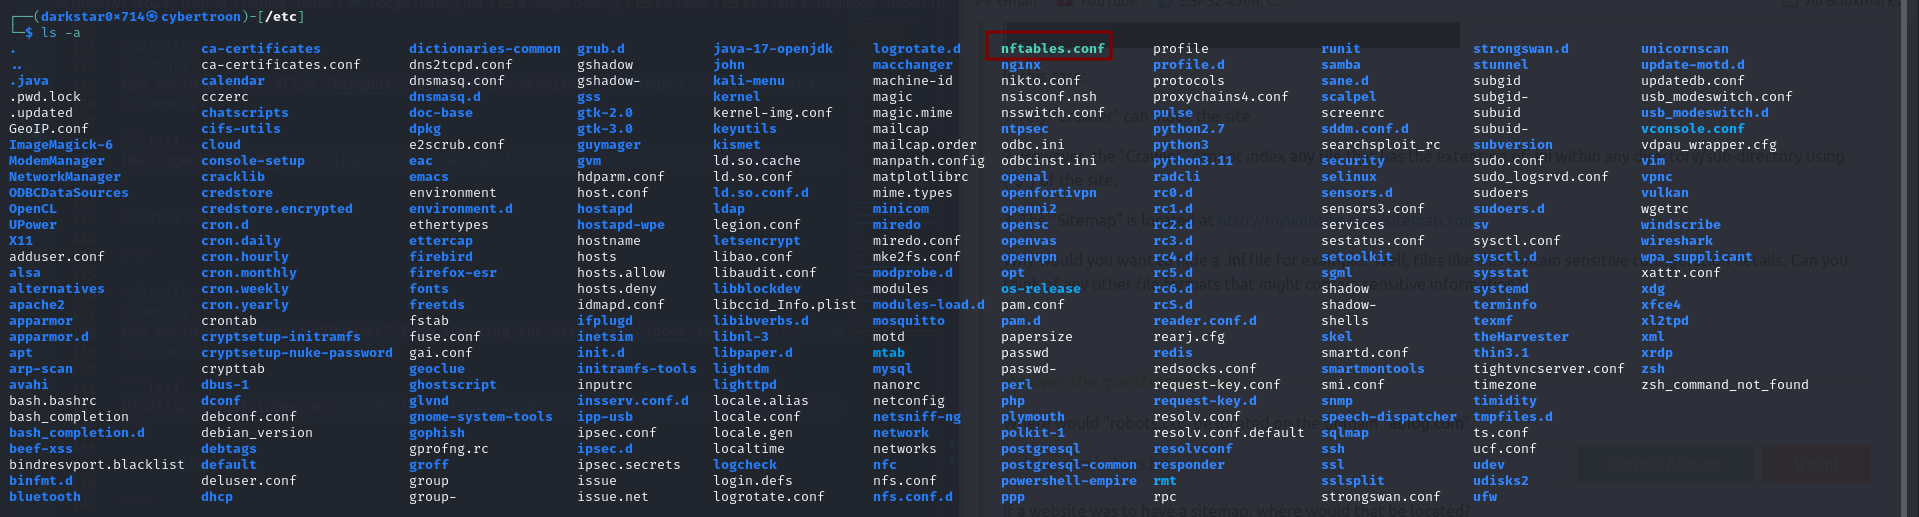 ┌──(darkstar0×714㉿cybertroon)-[/etc]
└─$ ls -a
. ca-certificates dictionaries-common grub.d java-17-openjdk logrotate.d nftables.conf profile runit strongswan.d unicornscan
.. ca-certificates.conf dns2tcpd.conf gshadow john macchanger nginx profile.d samba stunnel update-motd.d
.java calendar dnsmasq.conf gshadow- kali-menu machine-id nikto.conf protocols sane.d subgid updatedb.conf
.pwd.lock cczerc dnsmasq.d gss kernel magic nsisconf.nsh proxychains4.conf scalpel subgid- usb_modeswitch.conf
.updated chatscripts doc-base gtk-2.0 kernel-img.conf magic.mime nsswitch.conf pulse screenrc subuid usb_modeswitch.d
GeoIP.conf cifs-utils dpkg gtk-3.0 keyutils mailcap ntpsec python2.7 sddm.conf.d subuid- vconsole.conf
ImageMagick-6 cloud e2scrub.conf guymager kismet mailcap.order odbc.ini python3 searchsploit_rc subversion vdpau_wrapper.cfg
ModemManager console-setup eac gvm ld.so.cache manpath.config odbcinst.ini python3.11 security sudo.conf vim
NetworkManager cracklib emacs hdparm.conf ld.so.conf matplotlibrc openal radcli selinux sudo_logsrvd.conf vpnc
ODBCDataSources credstore environment host.conf ld.so.conf.d mime.types openfortivpn rc0.d sensors.d sudoers vulkan
OpenCL credstore.encrypted environment.d hostapd ldap minicom openni2 rc1.d sensors3.conf sudoers.d wgetrc
UPower cron.d ethertypes hostapd-wpe legion.conf miredo opensc rc2.d services sv windscribe
X11 cron.daily ettercap hostname letsencrypt miredo.conf openvas rc3.d sestatus.conf sysctl.conf wireshark
adduser.conf cron.hourly firebird hosts libao.conf mke2fs.conf openvpn rc4.d setoolkit sysctl.d wpa_supplicant
alsa cron.monthly firefox-esr hosts.allow libaudit.conf modprobe.d opt rc5.d sgml sysstat xattr.conf
alternatives cron.weekly fonts hosts.deny libblockdev modules os-release rc6.d shadow systemd xdg
apache2 cron.yearly freetds idmapd.conf libccid_Info.plist modules-load.d pam.conf rcS.d shadow- terminfo xfce4
apparmor crontab fstab ifplugd libibverbs.d mosquitto pam.d reader.conf.d shells texmf xl2tpd
apparmor.d cryptsetup-initramfs fuse.conf inetsim libnl-3 motd papersize rearj.cfg skel theHarvester xml
apt cryptsetup-nuke-password gai.conf init.d libpaper.d mtab passwd redis smartd.conf thin3.1 xrdp
arp-scan crypttab geoclue initramfs-tools lightdm mysql passwd- redsocks.conf smartmontools tightvncserver.conf zsh
avahi dbus-1 ghostscript inputrc lighttpd nanorc perl request-key.conf smi.conf timezone zsh_command_not_found
bash.bashrc dconf glvnd insserv.conf.d locale.alias netconfig php request-key.d snmp timidity
bash_completion debconf.conf gnome-system-tools ipp-usb locale.conf netsniff-ng plymouth resolv.conf speech-dispatcher tmpfiles.d
bash_completion.d debian_version gophish ipsec.conf locale.gen network polkit-1 resolv.conf.default sqlmap ts.conf
beef-xss debtags gprofng.rc ipsec.d localtime networks postgresql resolvconf ssh ucf.conf
bindresvport.blacklist default groff ipsec.secrets logcheck nfc postgresql-common responder ssl udev
binfmt.d deluser.conf group issue login.defs nfs.conf powershell-empire rmt sslsplit udisks2
bluetooth dhcp group- issue.net logrotate.conf nfs.conf.d ppp rpc strongswan.conf ufw